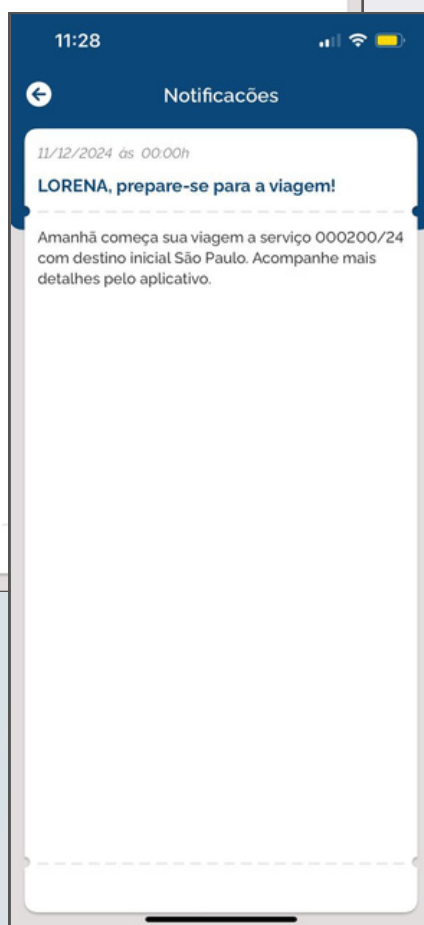 11:28
Notificacões
11/12/2024 às 00:00h
LORENA, prepare-se para a viagem!
Amanhã começa sua viagem a serviço 000200/24
com destino inicial São Paulo. Acompanhe mais
detalhes pelo aplicativo.